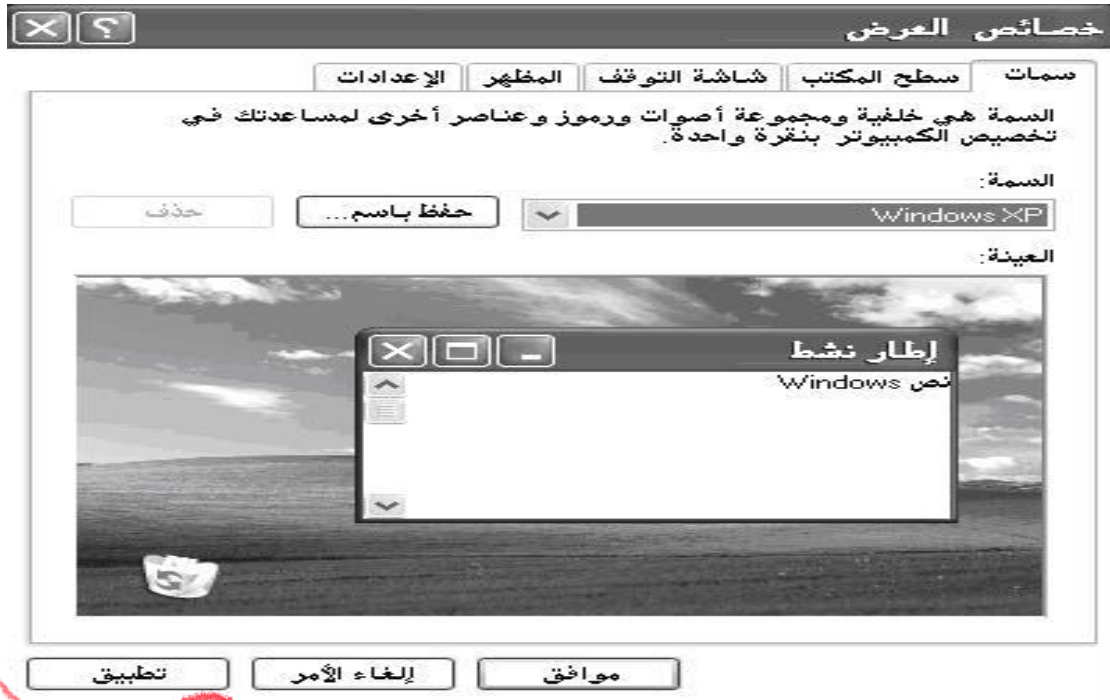 خصائص العرض
سمات سطح المكتب شاشة التوقف المظهر الإعدادات
السمة هي خلفية ومجموعة أصوات ورموز وعناصر أخرى لمساعدتك في
تخصيص الكمبيوتر بنقرة واحدة.
السمة:
Windows XP حفظ باسم... حذف
العينة:
إطار نشط
نص Windows
موافق إلغاء الأمر تطبيق